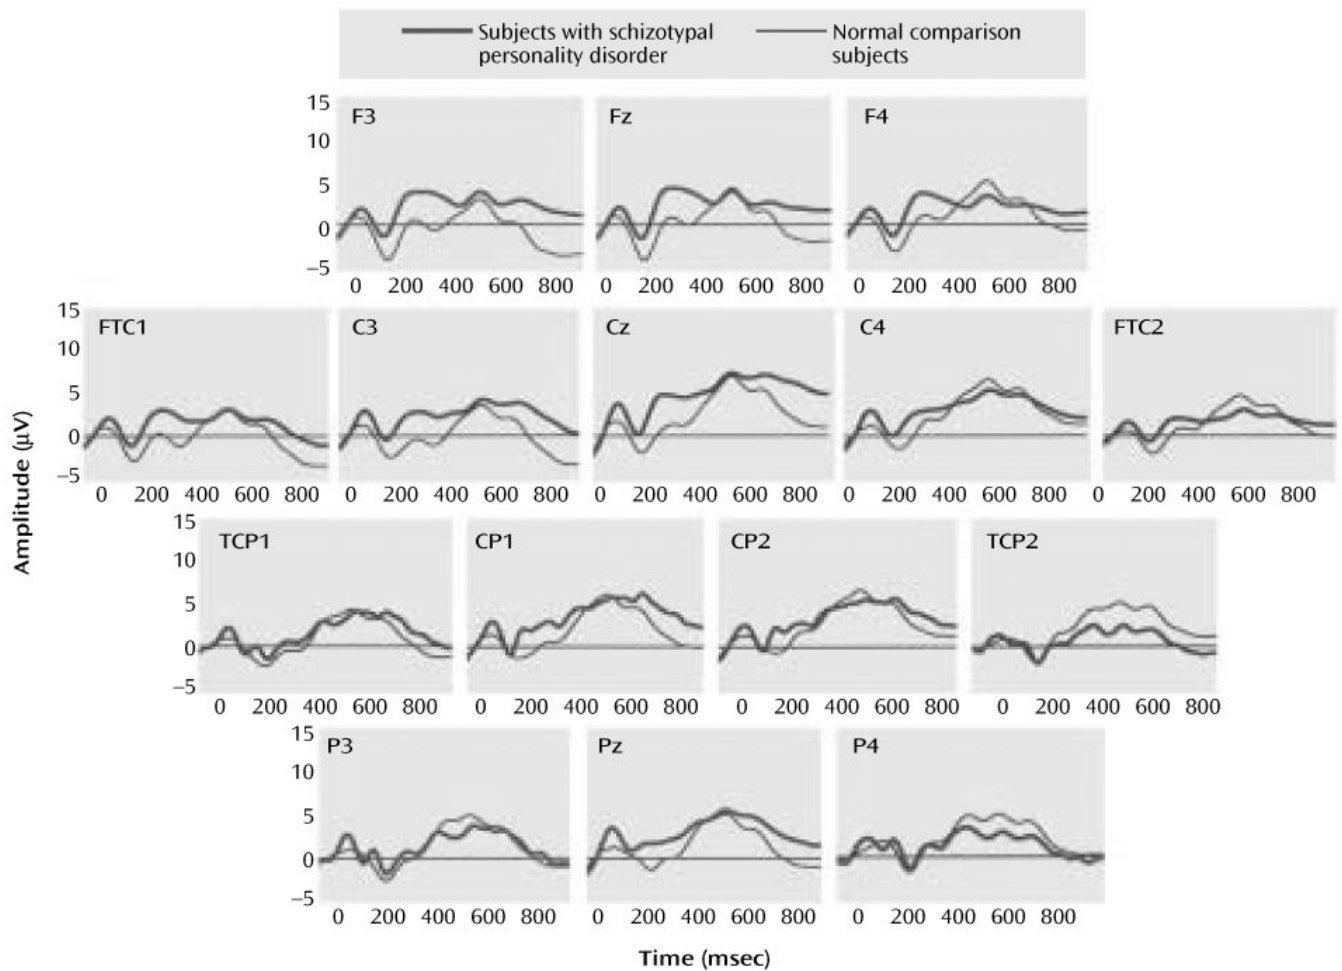 Subjects with schizotypal personality disorder
Normal comparison subjects
15
10
5
0
−5
F3
Fz
F4
0 200 400 600 800
0 200 400 600 800
0 200 400 600 800
15
10
5
0
−5
FTC1
C3
Cz
C4
FTC2
0 200 400 600 800
0 200 400 600 800
0 200 400 600 800
0 200 400 600 800
0 200 400 600 800
Amplitude (µV)
15
10
5
0
−5
TCP1
CP1
CP2
TCP2
0 200 400 600 800
0 200 400 600 800
0 200 400 600 800
0 200 400 600 800
15
10
5
0
−5
P3
Pz
P4
0 200 400 600 800
0 200 400 600 800
0 200 400 600 800
Time (msec)